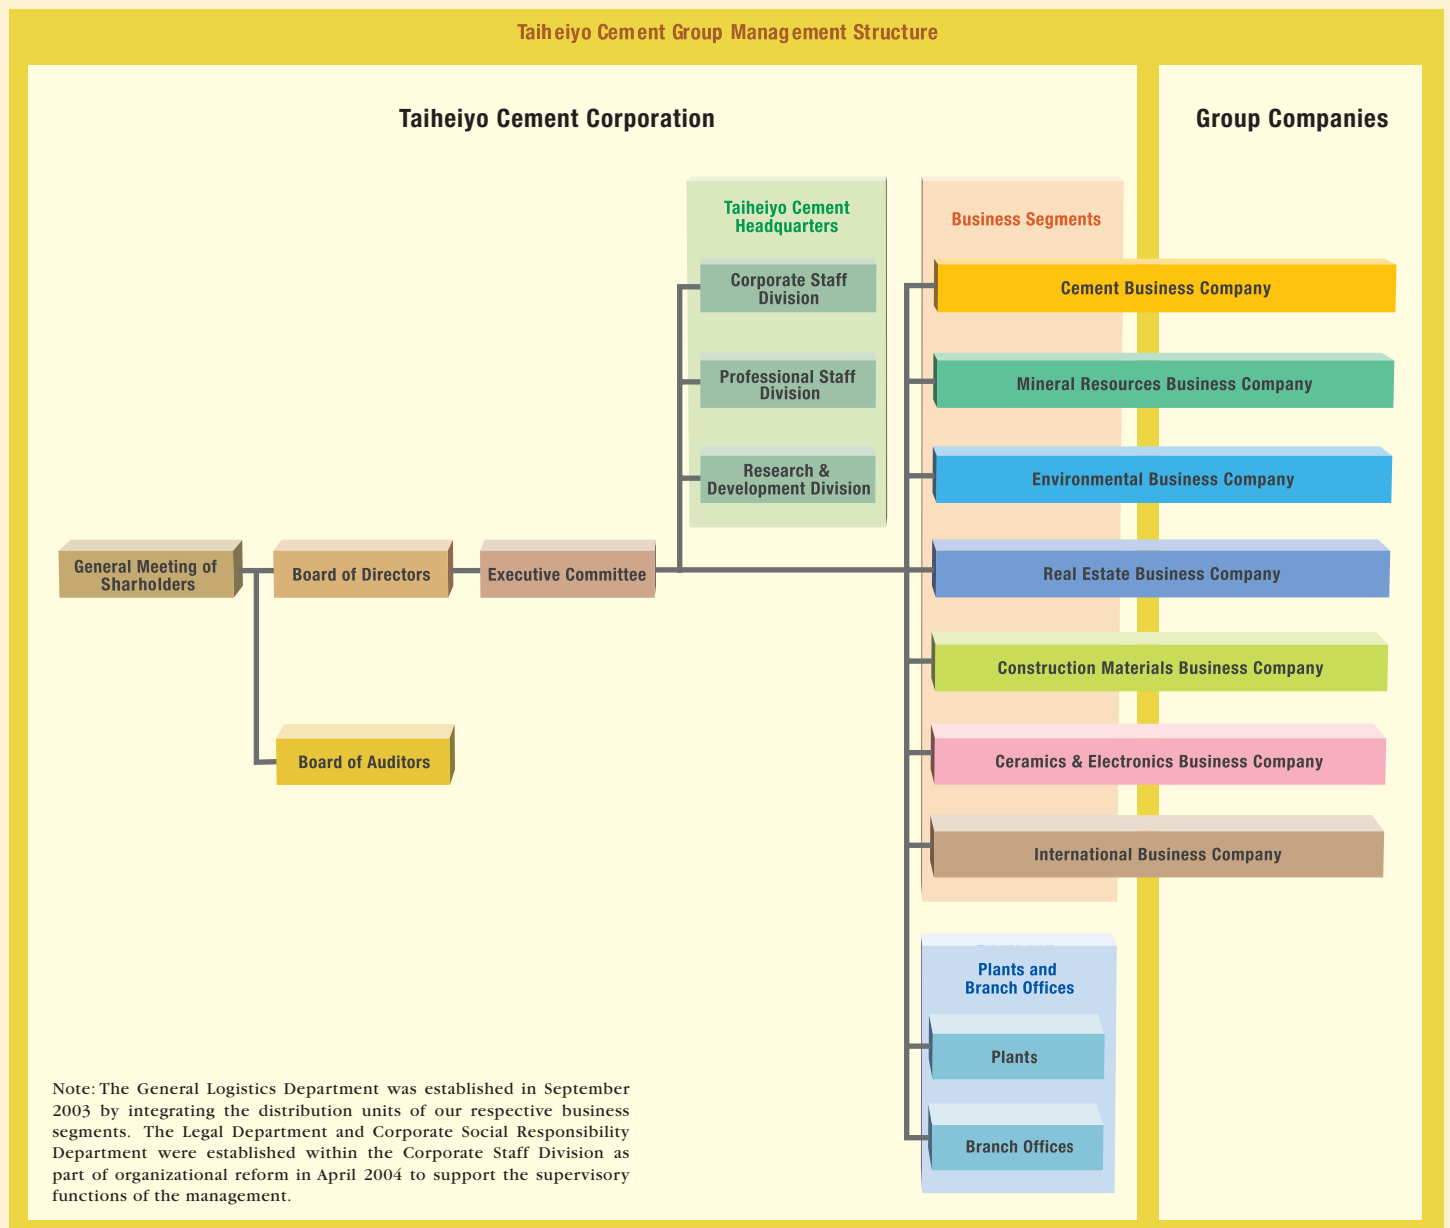 Taiheiyo Cement Group Management Structure
Taiheiyo Cement Corporation
Group Companies
Taiheiyo Cement
Headquarters
Corporate Staff
Division
Professional Staff
Division
Research &
Development Division
Business Segments
Cement Business Company
Mineral Resources Business Company
Environmental Business Company
Real Estate Business Company
Construction Materials Business Company
Ceramics & Electronics Business Company
International Business Company
General Meeting of
Sharholders
Board of Directors
Executive Committee
Board of Auditors
Plants and
Branch Offices
Plants
Branch Offices
Note: The General Logistics Department was established in September
2003 by integrating the distribution units of our respective business
segments. The Legal Department and Corporate Social Responsibility
Department were established within the Corporate Staff Division as
part of organizational reform in April 2004 to support the supervisory
functions of the management.